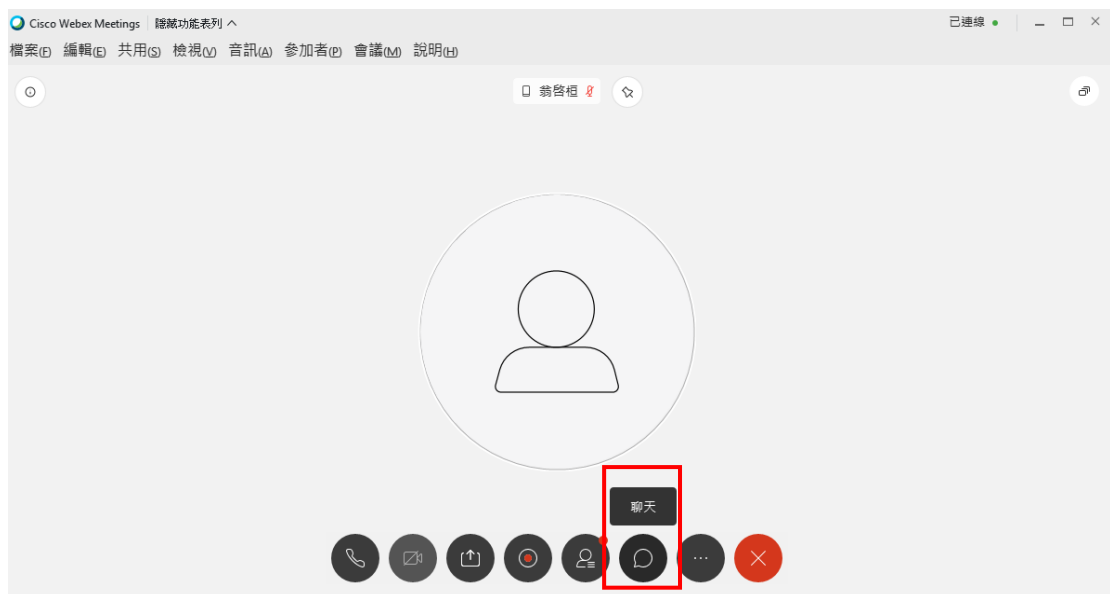 Cisco Webex Meetings 隱藏功能表列 已連線
檔案(F) 編輯(E) 共用(S) 檢視(V) 音訊(A) 參加者(P) 會議(M) 說明(H)
翁啓桓
聊天